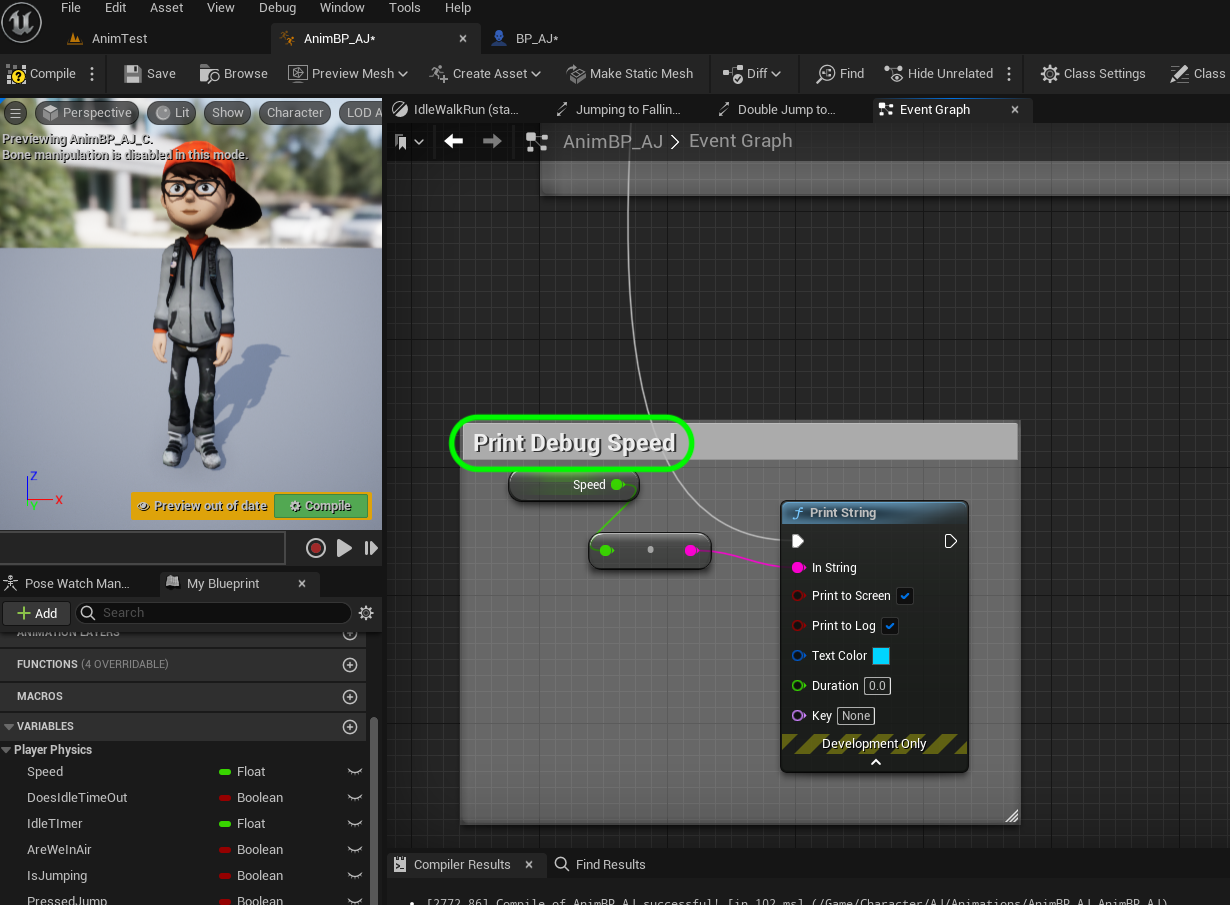 File Edit Asset View Debug Window Tools Help
AnimTest AnimBP_AJ* BP_AJ*
Compile Save Browse Preview Mesh Create Asset Make Static Mesh Diff Find Hide Unrelated Class Settings Class
Perspective Lit Show Character LOD A
IdleWalkRun (sta... Jumping to Fallin... Double Jump to... Event Graph
Previewing AnimBP_AJ_C.
Bone manipulation is disabled in this mode.
AnimBP_AJ > Event Graph
Print Debug Speed
Speed
Z
X
Y
Preview out of date Compile
Print String
In String
Print to Screen
Print to Log
Text Color
Duration 0.0
Key None
Development Only
Pose Watch Man... My Blueprint
Add Search
ANIMATION LAYERS
FUNCTIONS (4 OVERRIDABLE)
MACROS
VARIABLES
Player Physics
Speed Float
DoesIdleTimeOut Boolean
IdleTImer Float
AreWeInAir Boolean
IsJumping Boolean
PressedJump Boolean
Compiler Results Find Results
[2772.86] Compile of AnimBP_AJ successful! [in 102 ms] (/Game/Character/AJ/Animations/AnimBP_AJ.AnimBP_AJ)